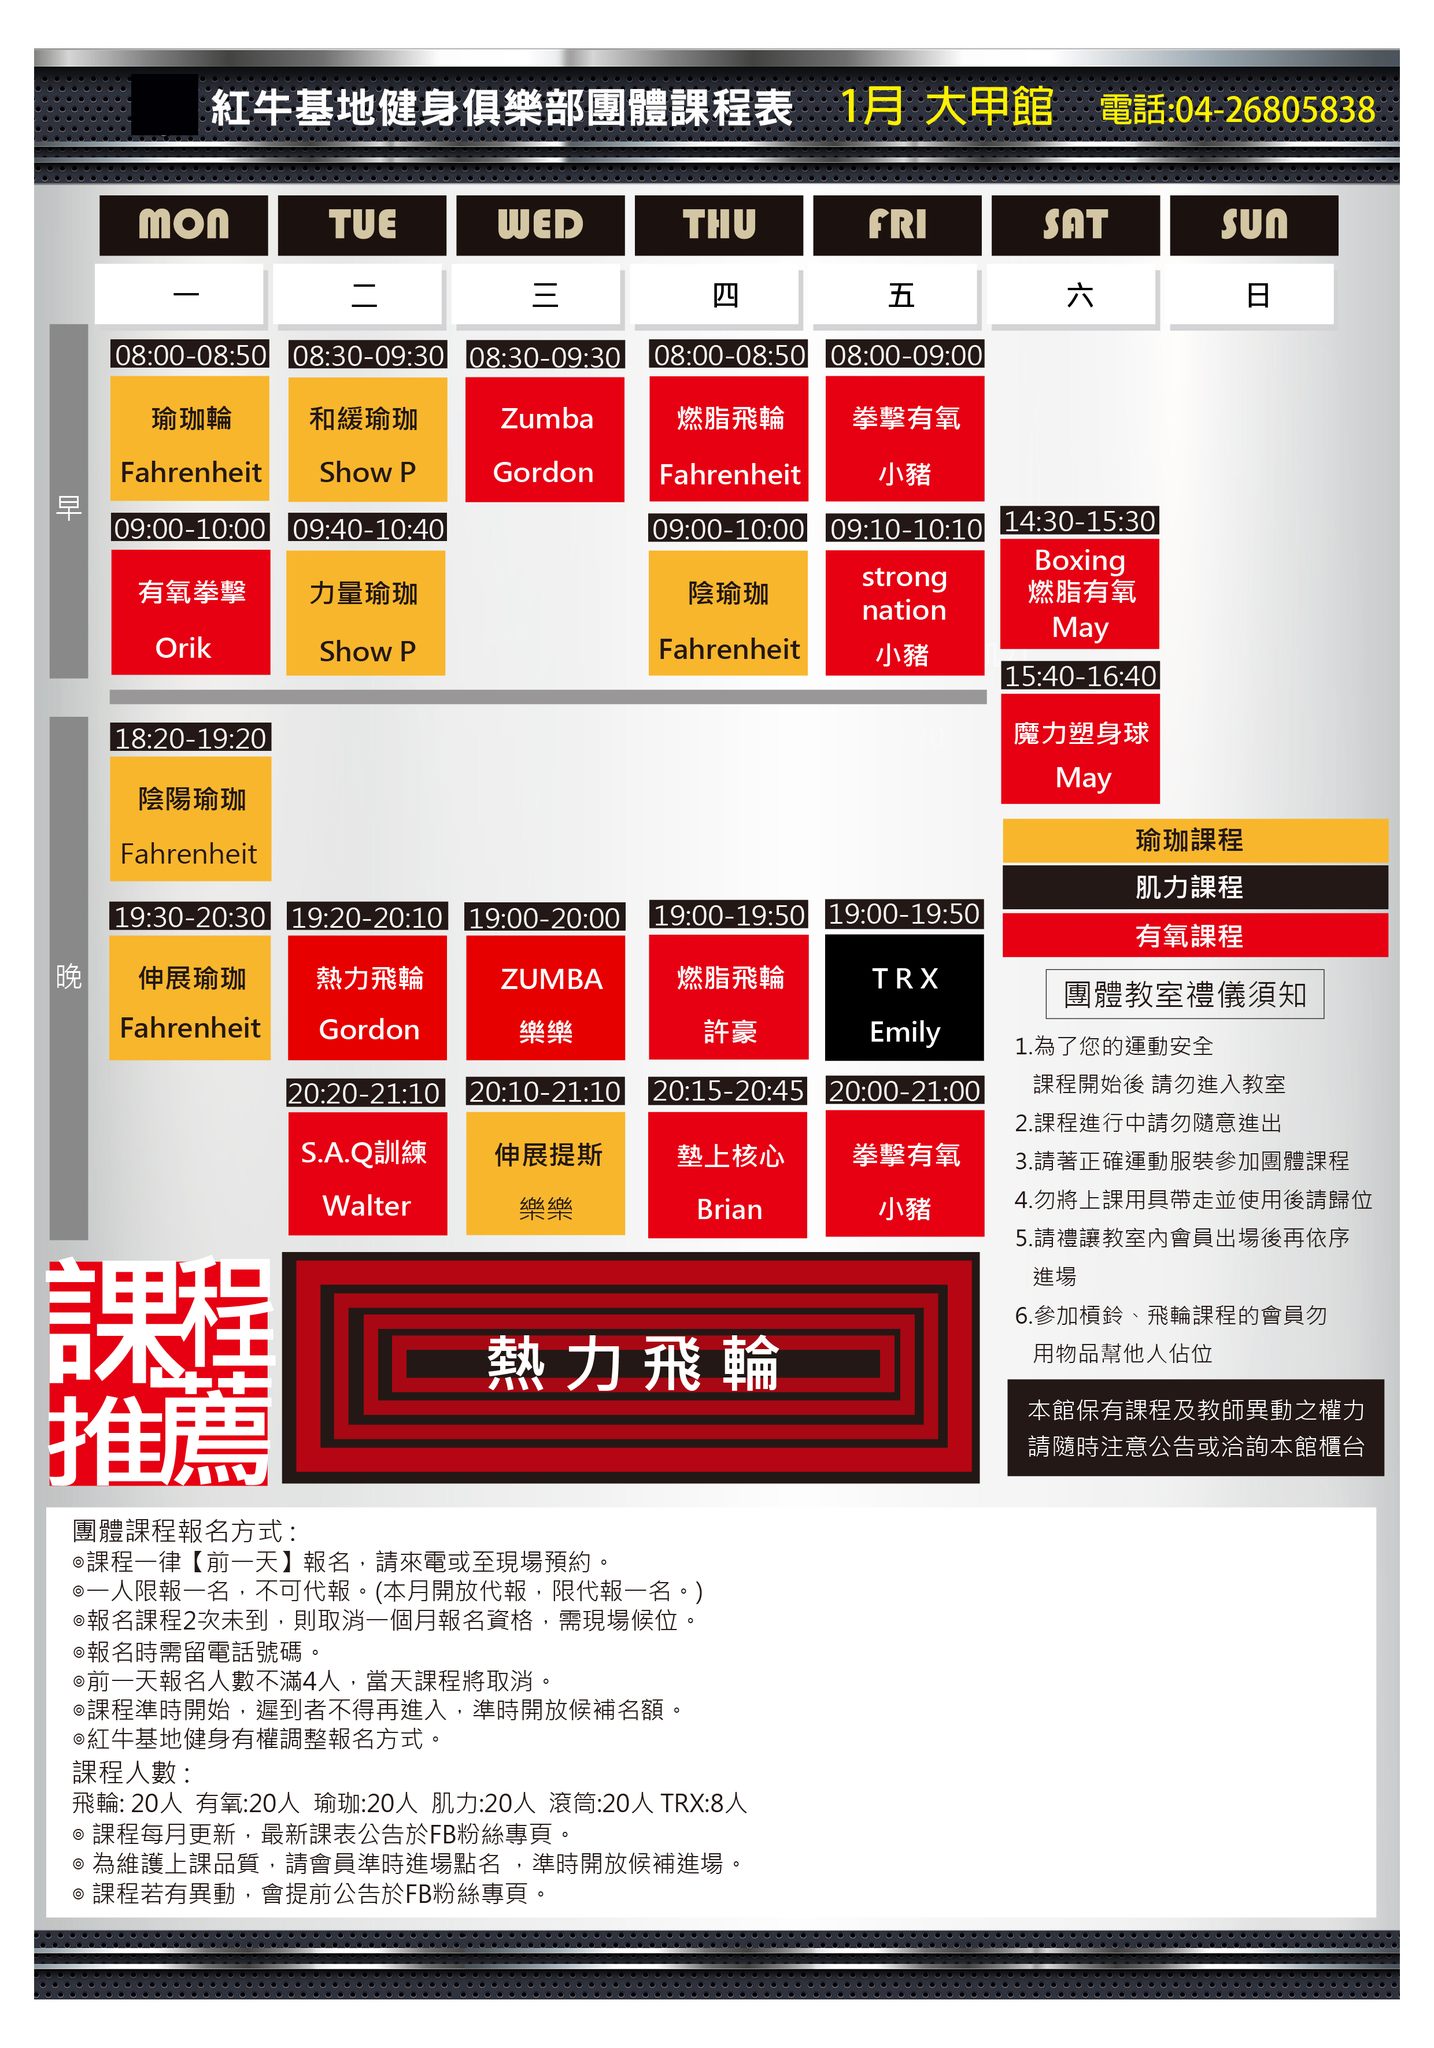 紅牛基地健身俱樂部團體課程表 1月 大甲館 電話:04-26805838
MON TUE WED THU FRI SAT SUN
一 二 三 四 五 六 日
早
08:00-08:50
瑜珈輪
Fahrenheit
08:30-09:30
和緩瑜珈
Show P
08:30-09:30
Zumba
Gordon
08:00-08:50
燃脂飛輪
Fahrenheit
08:00-09:00
拳擊有氧
小豬
09:00-10:00
有氧拳擊
Orik
09:40-10:40
力量瑜珈
Show P
09:00-10:00
陰瑜珈
Fahrenheit
09:10-10:10
strong
nation
小豬
14:30-15:30
Boxing
燃脂有氧
May
15:40-16:40
魔力塑身球
May
晚
18:20-19:20
陰陽瑜珈
Fahrenheit
19:30-20:30
伸展瑜珈
Fahrenheit
19:20-20:10
熱力飛輪
Gordon
19:00-20:00
ZUMBA
樂樂
19:00-19:50
燃脂飛輪
許豪
19:00-19:50
T R X
Emily
20:20-21:10
S.A.Q訓練
Walter
20:10-21:10
伸展提斯
樂樂
20:15-20:45
墊上核心
Brian
20:00-21:00
拳擊有氧
小豬
瑜珈課程
肌力課程
有氧課程
團體教室禮儀須知
1.為了您的運動安全
課程開始後 請勿進入教室
2.課程進行中請勿隨意進出
3.請著正確運動服裝參加團體課程
4.勿將上課用具帶走並使用後請歸位
5.請禮讓教室內會員出場後再依序
進場
6.參加槓鈴、飛輪課程的會員勿
用物品幫他人佔位
本館保有課程及教師異動之權力
請隨時注意公告或洽詢本館櫃台
課程
推薦
熱力飛輪
團體課程報名方式:
◎課程一律【前一天】報名，請來電或至現場預約。
◎一人限報一名，不可代報。(本月開放代報，限代報一名。)
◎報名課程2次未到，則取消一個月報名資格，需現場候位。
◎報名時需留電話號碼。
◎前一天報名人數不滿4人，當天課程將取消。
◎課程準時開始，遲到者不得再進入，準時開放候補名額。
◎紅牛基地健身有權調整報名方式。
課程人數:
飛輪: 20人 有氧:20人 瑜珈:20人 肌力:20人 滾筒:20人 TRX:8人
◎ 課程每月更新，最新課表公告於FB粉絲專頁。
◎ 為維護上課品質，請會員準時進場點名 ，準時開放候補進場。
◎ 課程若有異動，會提前公告於FB粉絲專頁。